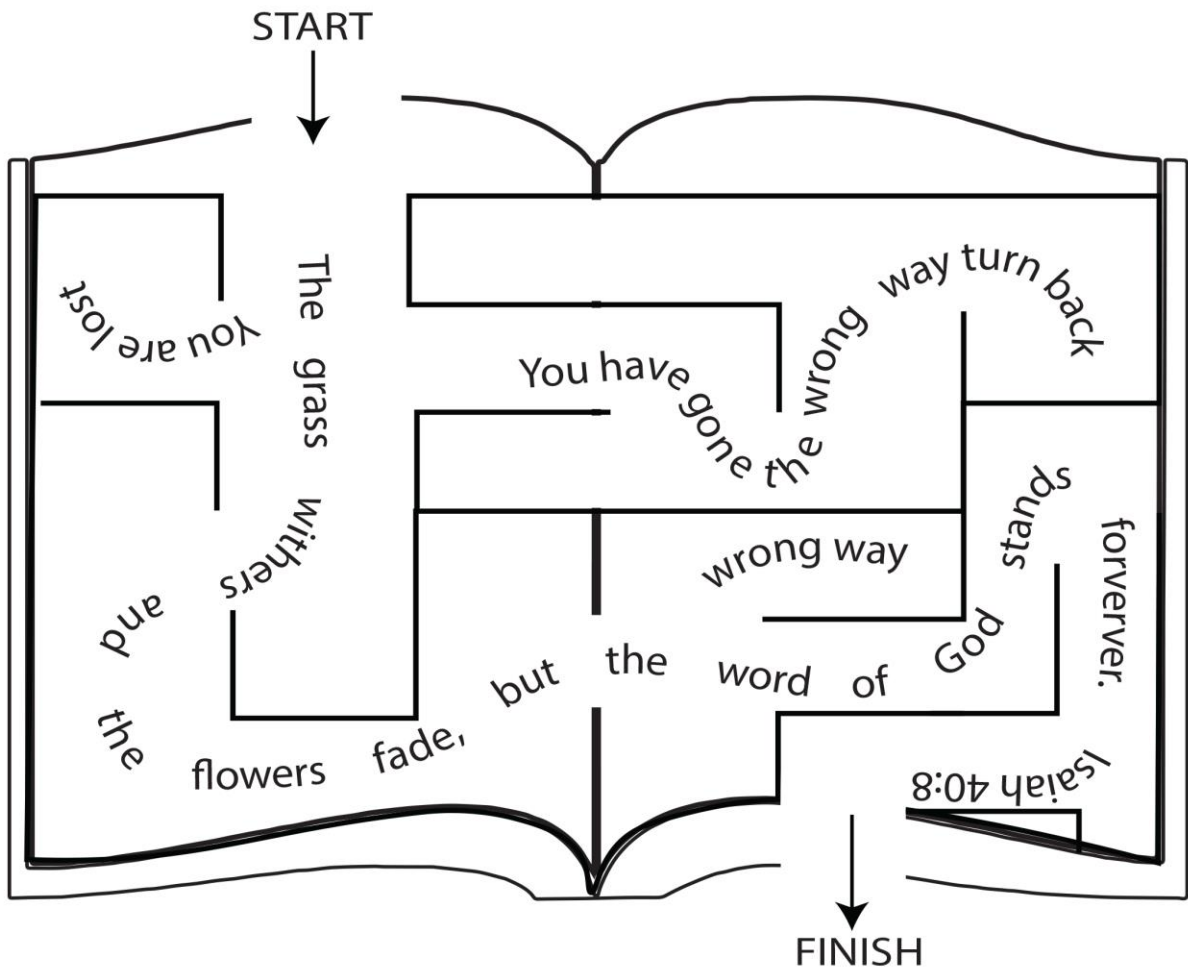 START
The grass withers and the flowers fade, but the word of God stands forverver.
Isaiah 40:8
You are lost
You have gone the wrong way turn back
wrong way
FINISH